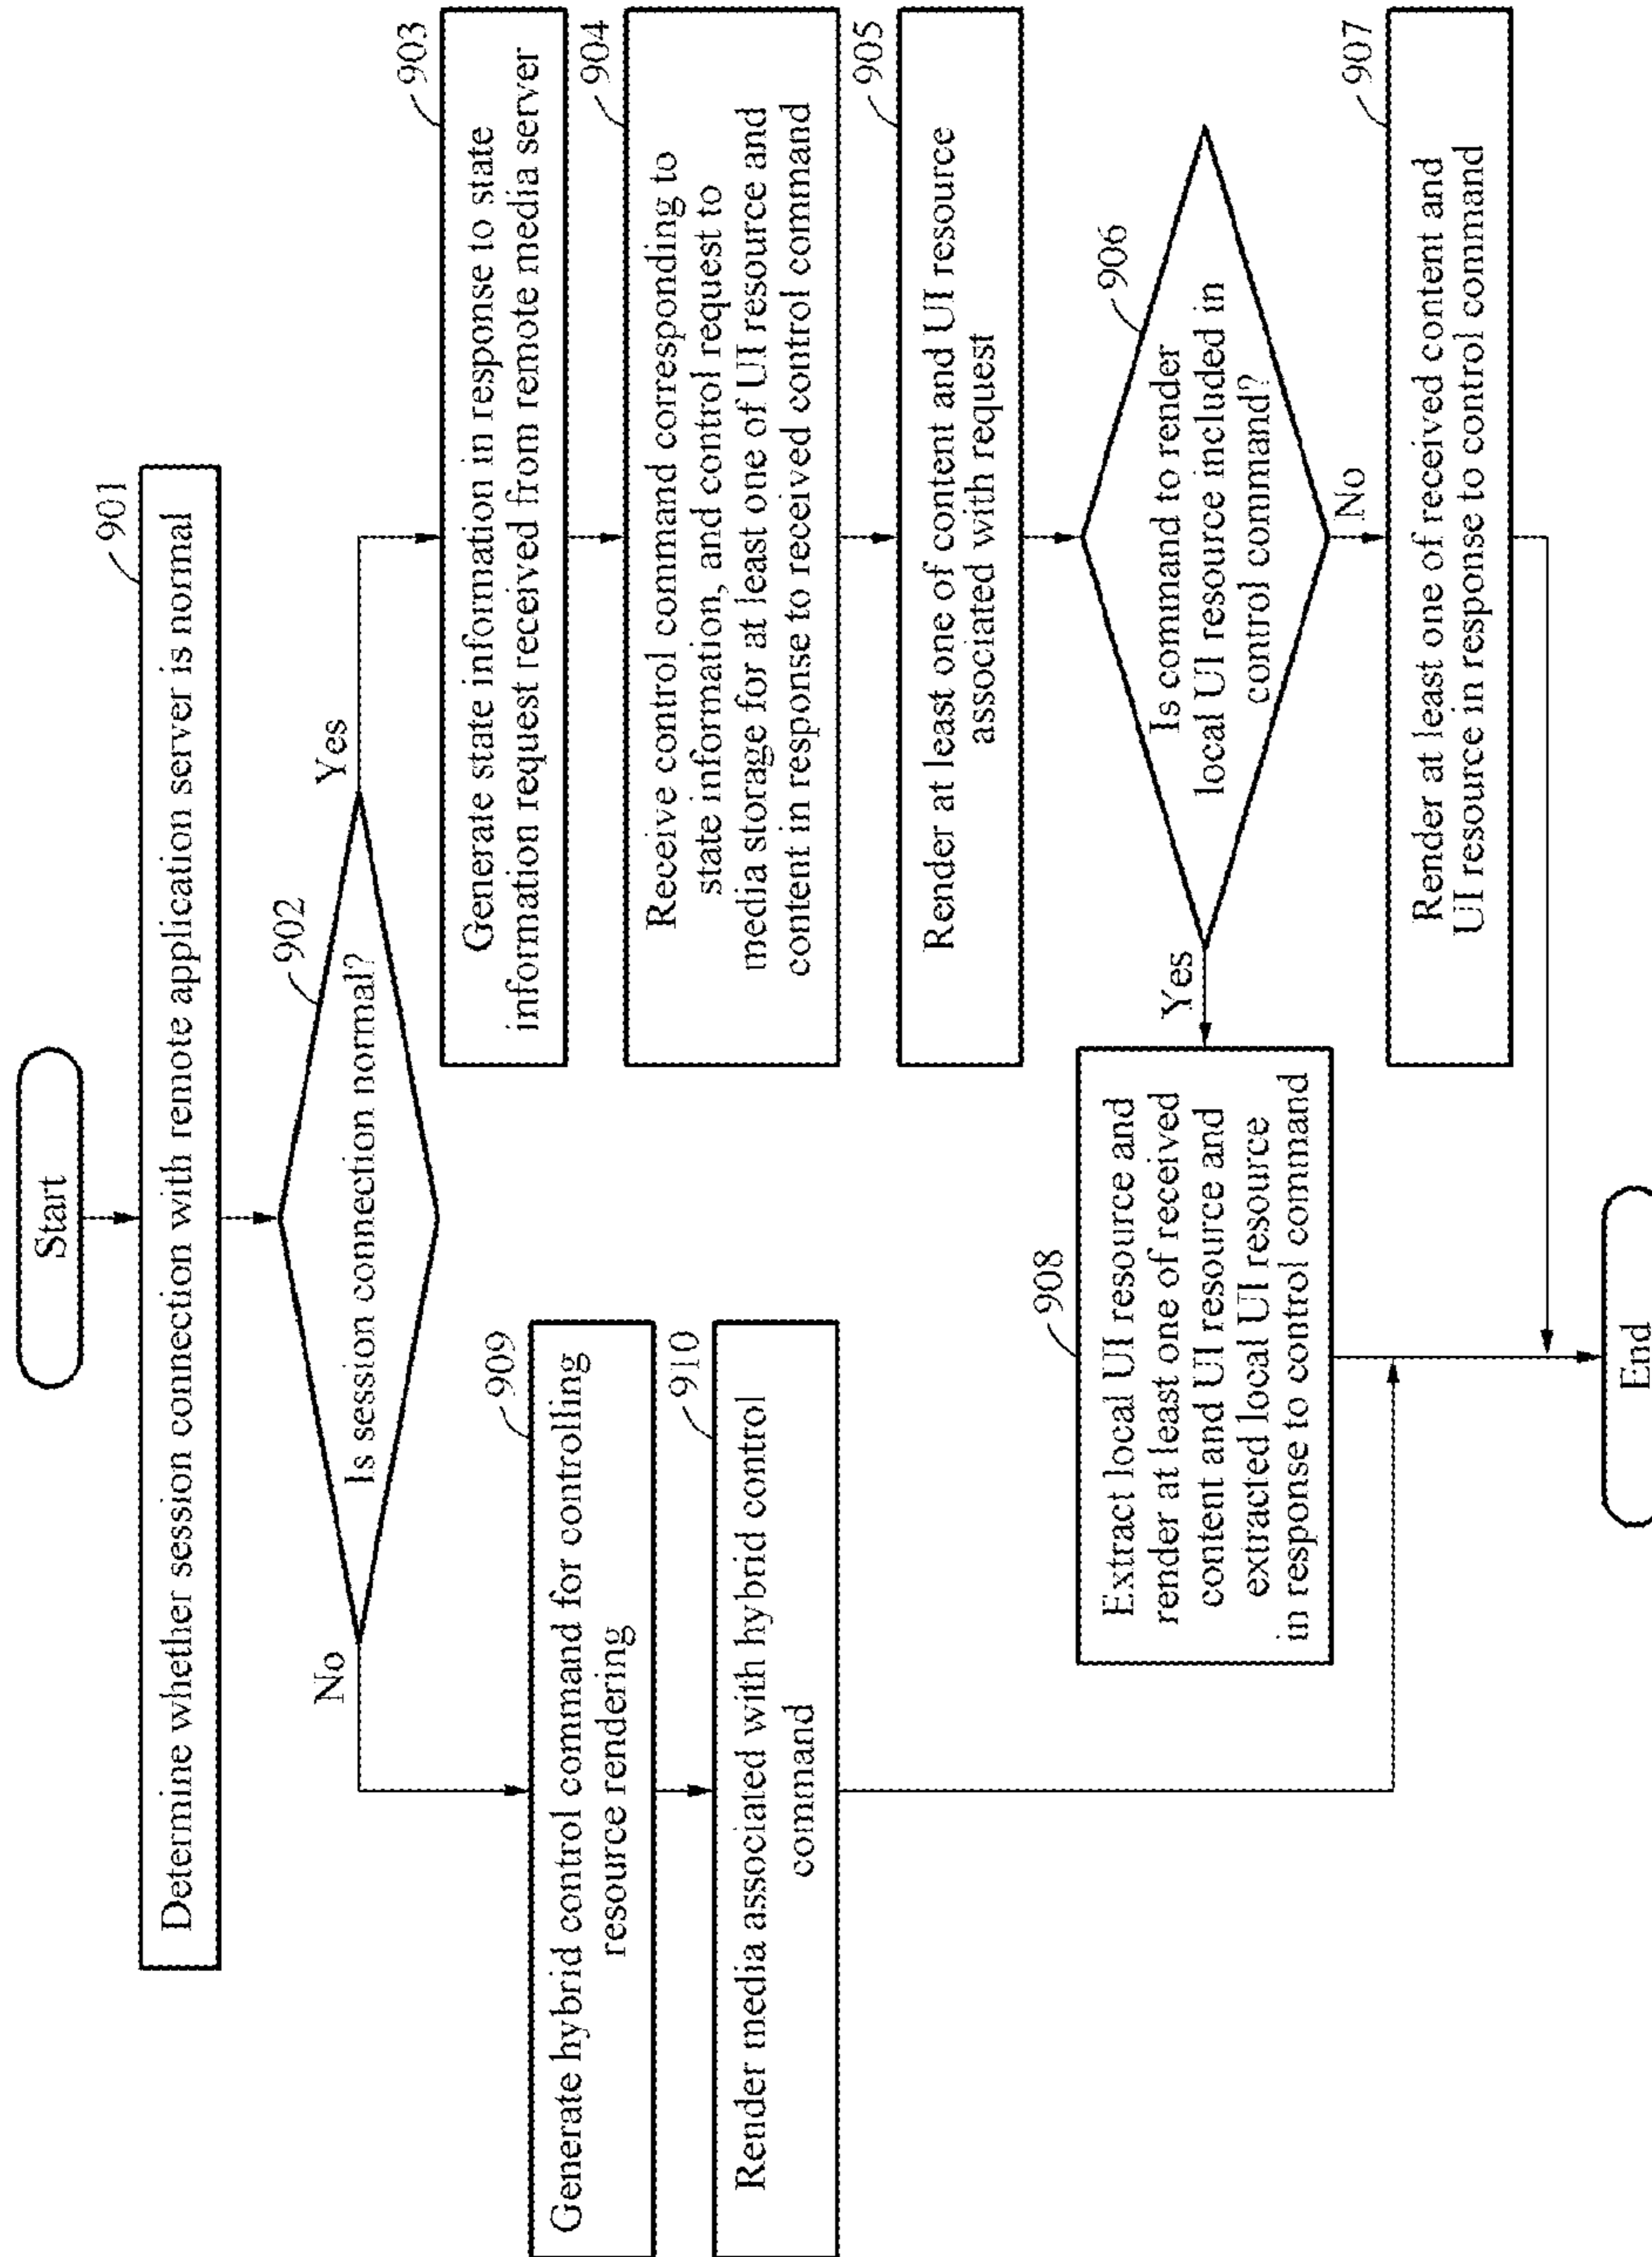 Start
901
Determine whether session connection with remote application server is normal
902
Is session connection normal?
Yes
No
903
Generate state information in response to state
information request received from remote media server
904
Receive control command corresponding to
state information, and control request to
media storage for at least one of UI resource and
content in response to received control command
905
Render at least one of content and UI resource
associated with request
906
Is command to render
local UI resource included in
control command?
Yes
No
907
Render at least one of received content and
UI resource in response to control command
908
Extract local UI resource and
render at least one of received
content and UI resource and
extracted local UI resource
in response to control command
909
Generate hybrid control command for controlling
resource rendering
910
Render media associated with hybrid control
command
End